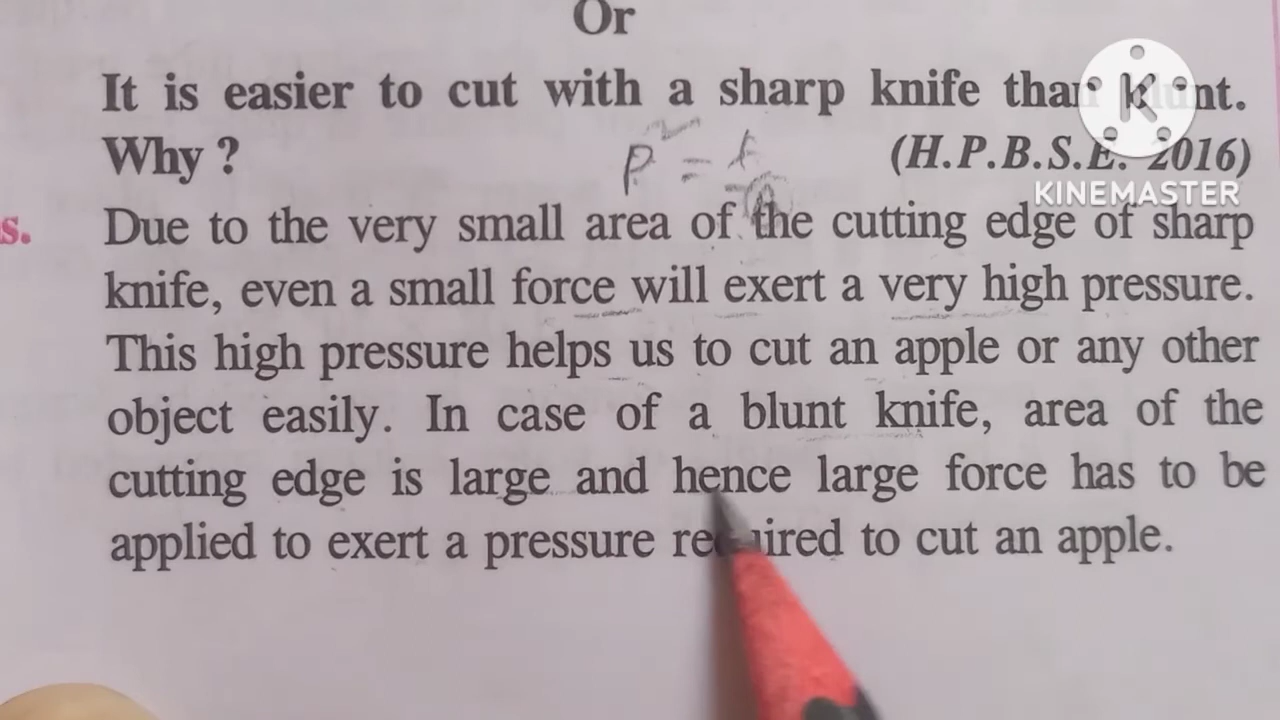 Or
It is easier to cut with a sharp knife than blunt.
Why ? (H.P.B.S.E. 2016)
P = F
A
KINEMASTER
s. Due to the very small area of the cutting edge of sharp
knife, even a small force will exert a very high pressure.
This high pressure helps us to cut an apple or any other
object easily. In case of a blunt knife, area of the
cutting edge is large and hence large force has to be
applied to exert a pressure required to cut an apple.